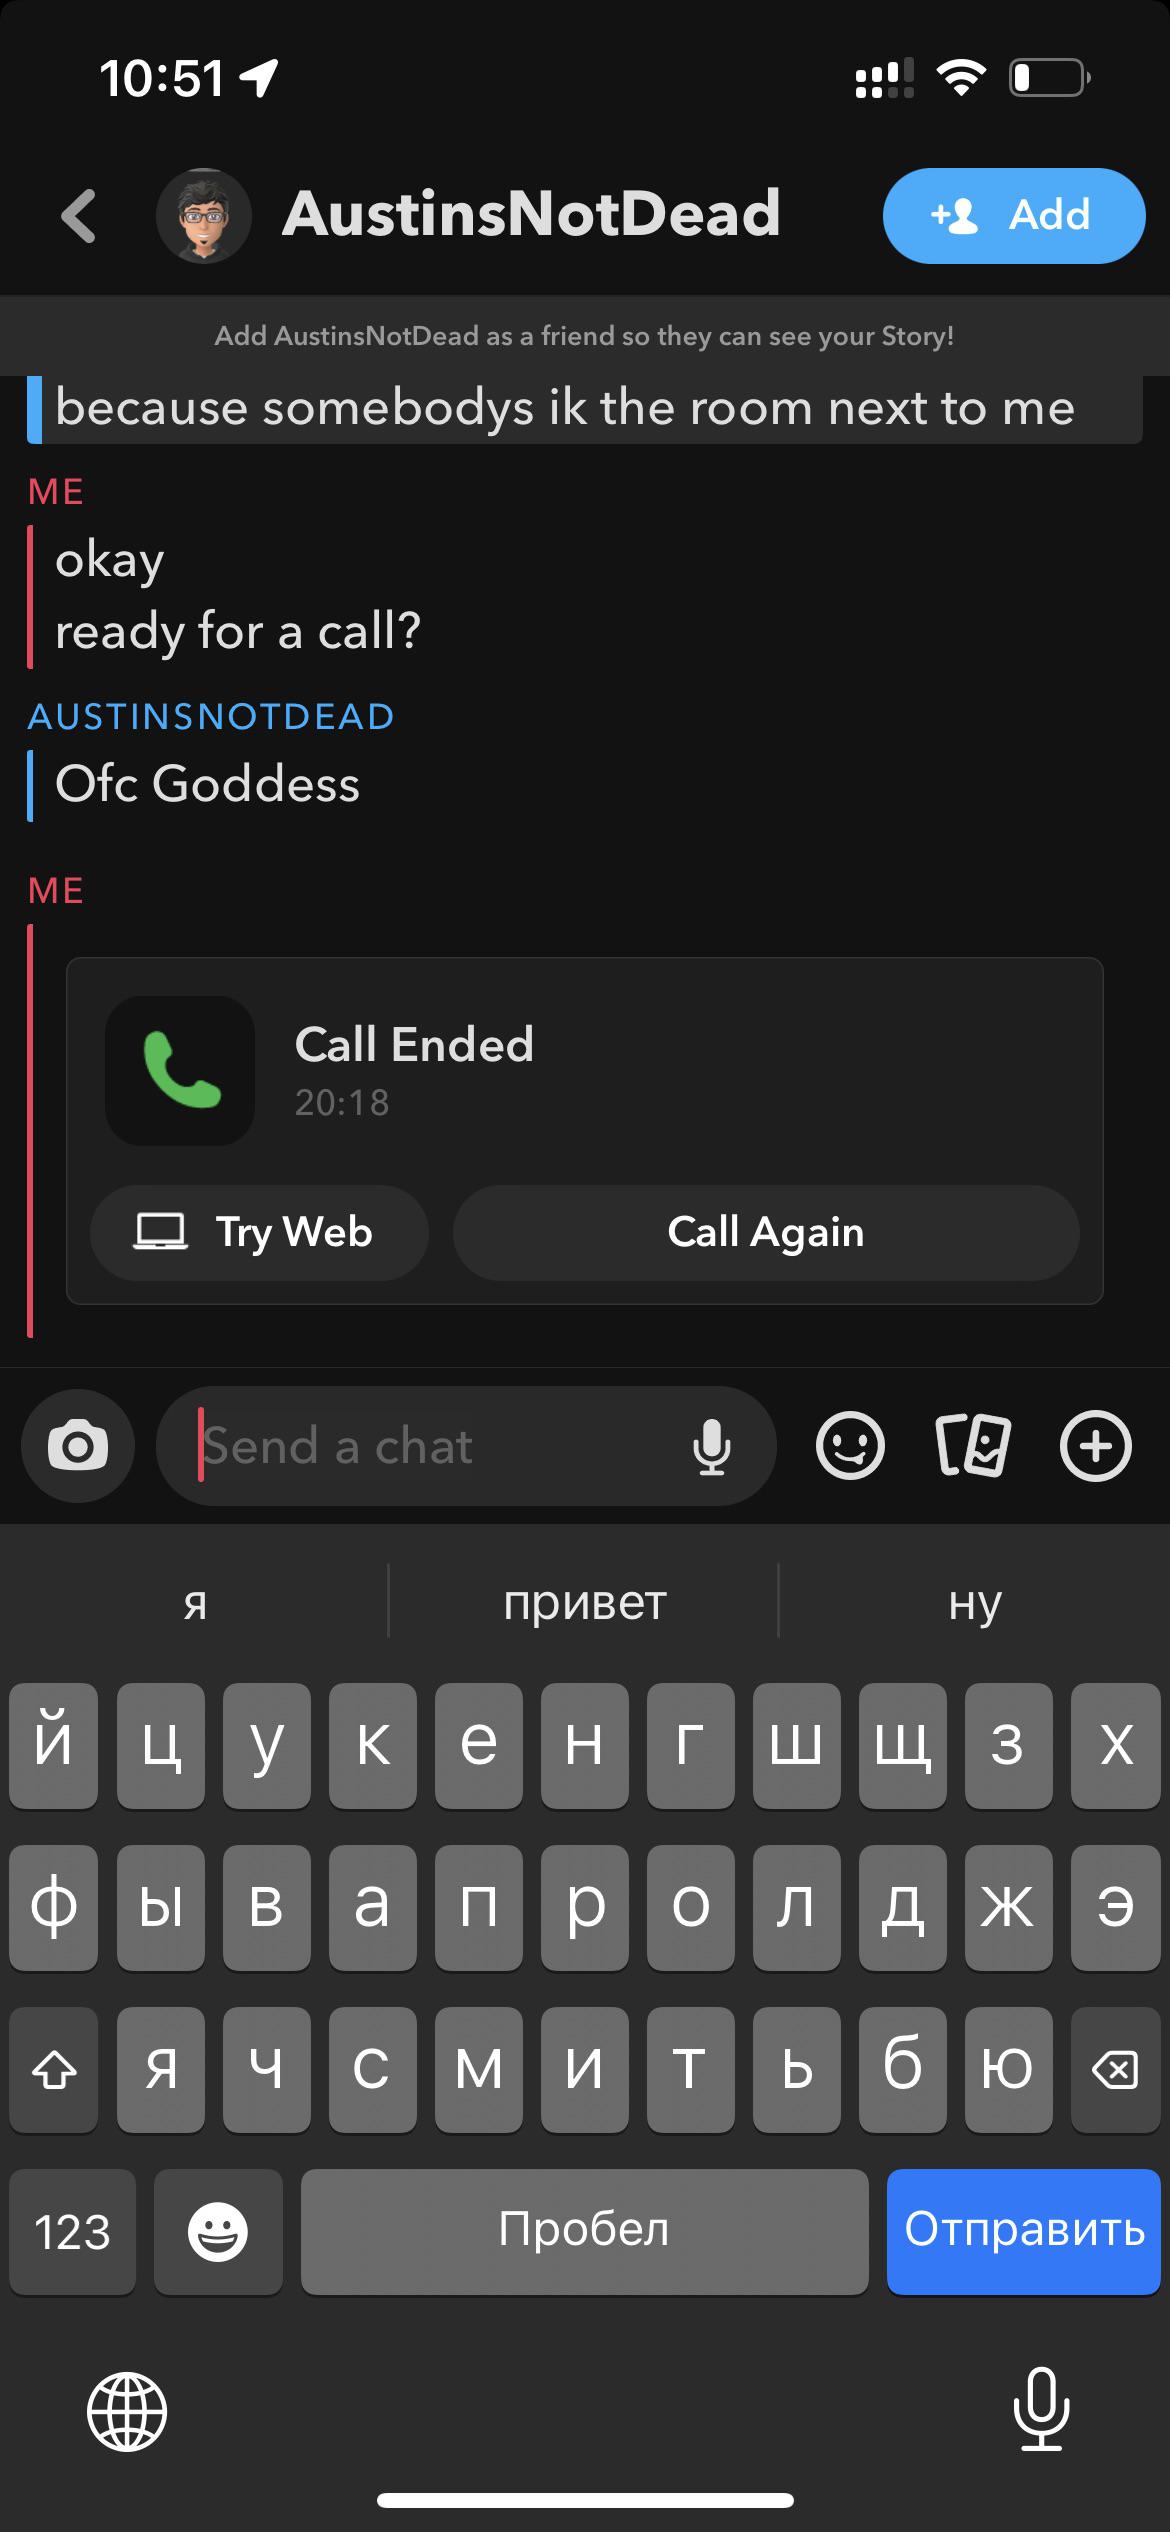 10:51
AustinsNotDead
Add
Add AustinsNotDead as a friend so they can see your Story!
because somebodys ik the room next to me
ME
okay
ready for a call?
AUSTINSNOTDEAD
Ofc Goddess
ME
Call Ended
20:18
Try Web
Call Again
Send a chat
я привет ну
й ц у к е н г ш щ з х
ф ы в а п р о л д ж э
я ч с м и т ь б ю
123 Пробел Отправить